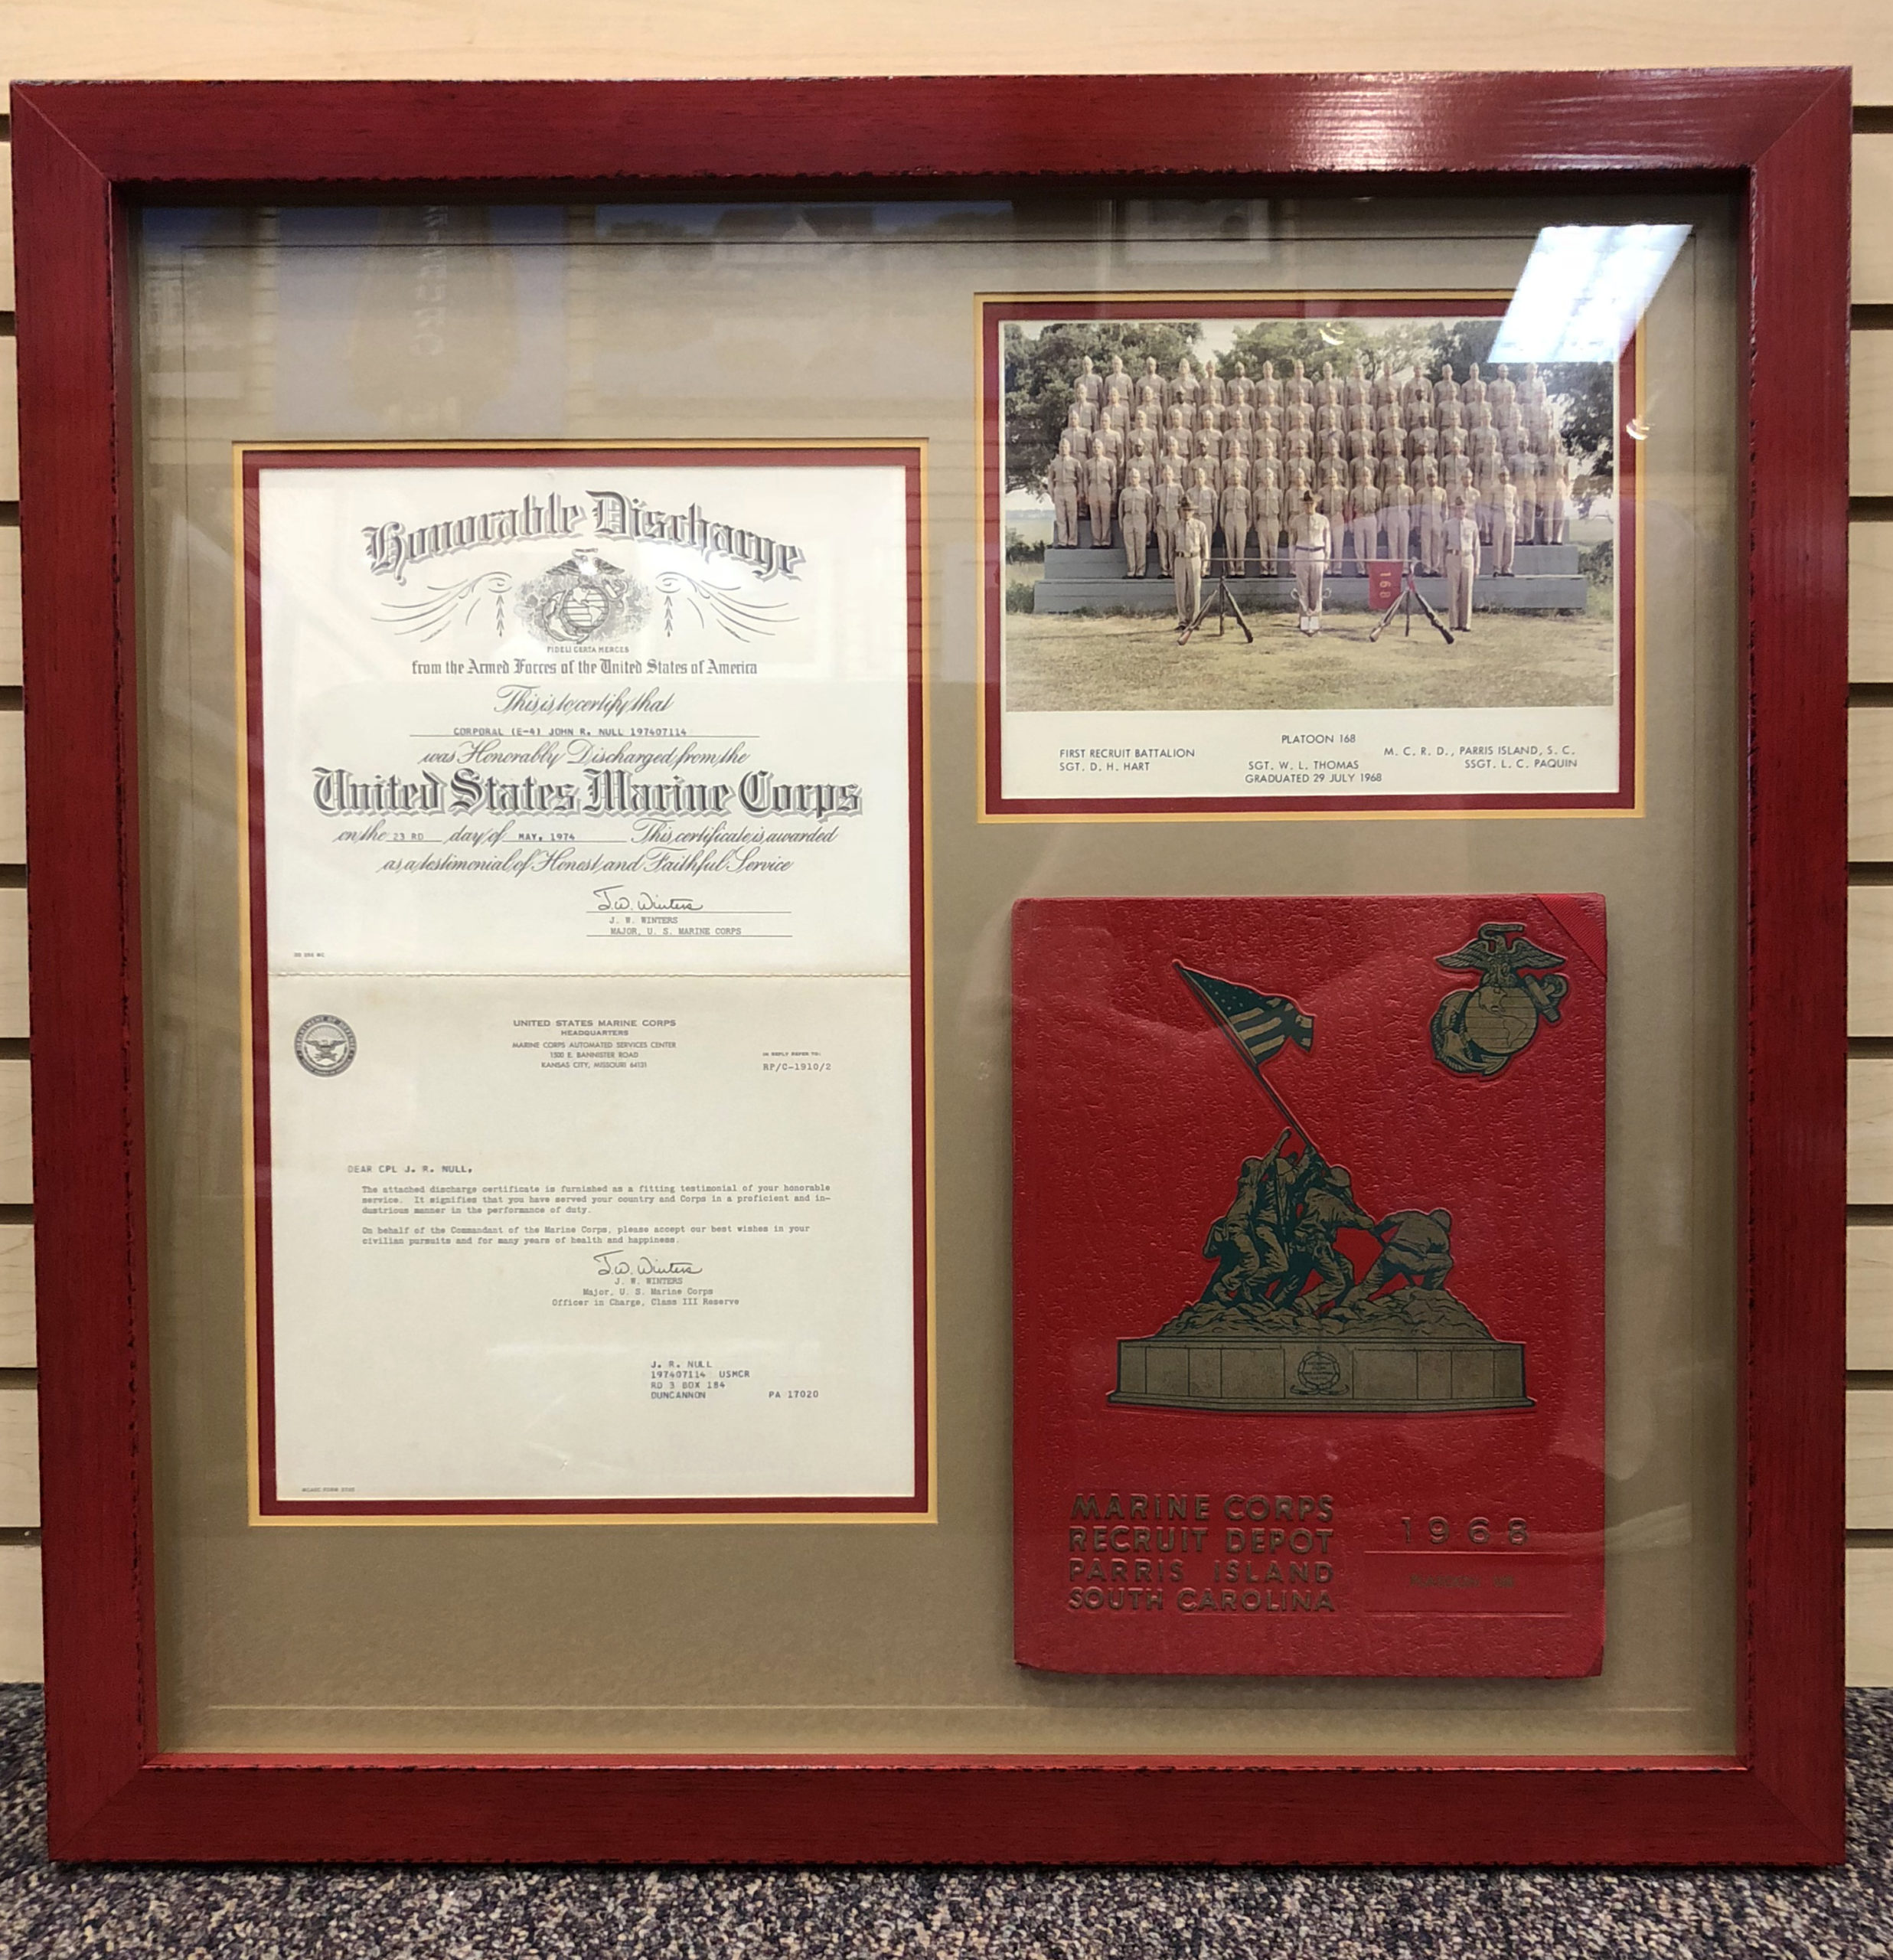 Honorable Discharge
FIDELI CERTA MERCES
from the Armed Forces of the United States of America
This is to certify that
CORPORAL (E-4) JOHN R. NULL 197407114
was Honorably Discharged from the
United States Marine Corps
on the 23 RD day of MAY, 1974 This certificate is awarded
as a testimonial of Honest and Faithful Service
J.W. Winters
J. W. WINTERS
MAJOR, U. S. MARINE CORPS
UNITED STATES MARINE CORPS
HEADQUARTERS
MARINE CORPS AUTOMATED SERVICES CENTER
1500 E. BANNISTER ROAD
KANSAS CITY, MISSOURI 64131
IN REPLY REFER TO:
RP/C-1910/2
DEAR CPL J. R. NULL,
The attached discharge certificate is furnished as a fitting testimonial of your honorable
service. It signifies that you have served your country and Corps in a proficient and in-
dustrious manner in the performance of duty.
On behalf of the Commandant of the Marine Corps, please accept our best wishes in your
civilian pursuits and for many years of health and happiness.
J.W. Winters
J. W. WINTERS
Major, U. S. Marine Corps
Officer in Charge, Class III Reserve
J. R. NULL
197407114 USMCR
RD 3 BOX 184
DUNCANNON PA 17020
168
PLATOON 168
FIRST RECRUIT BATTALION M. C. R. D., PARRIS ISLAND, S. C.
SGT. D. H. HART SGT. W. L. THOMAS SSGT. L. C. PAQUIN
GRADUATED 29 JULY 1968
MARINE CORPS
RECRUIT DEPOT
PARRIS ISLAND
SOUTH CAROLINA
1968